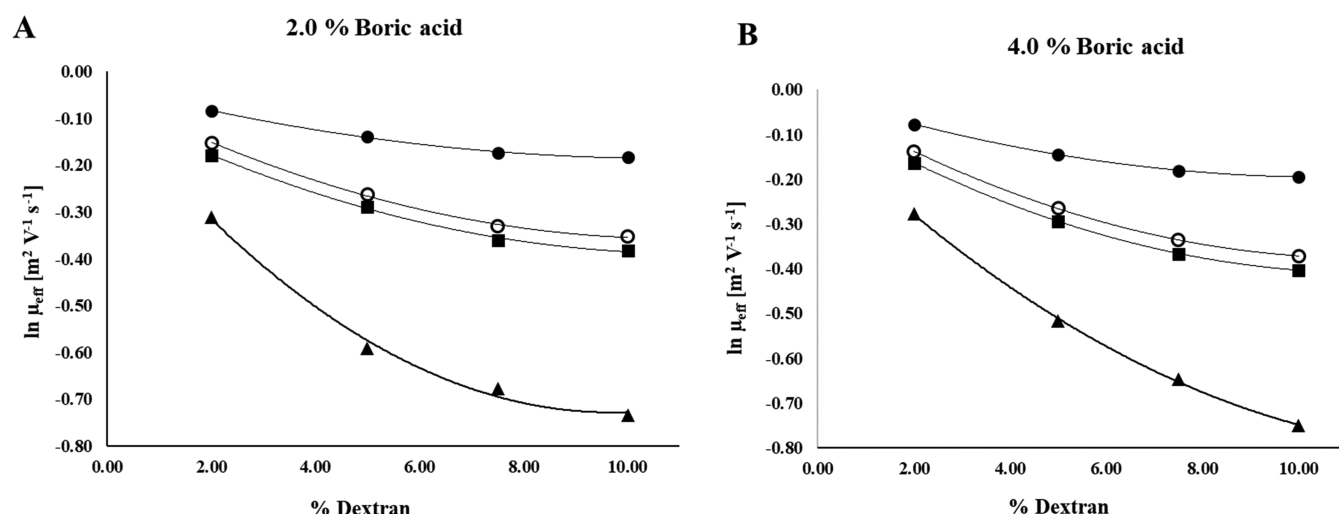 A
2.0 % Boric acid
0.00
-0.10
-0.20
-0.30
-0.40
-0.50
-0.60
-0.70
-0.80
ln μeff [m² V⁻¹ s⁻¹]
0.00 2.00 4.00 6.00 8.00 10.00
% Dextran
B
4.0 % Boric acid
0.00
-0.10
-0.20
-0.30
-0.40
-0.50
-0.60
-0.70
-0.80
ln μeff [m² V⁻¹ s⁻¹]
0.00 2.00 4.00 6.00 8.00 10.00
% Dextran